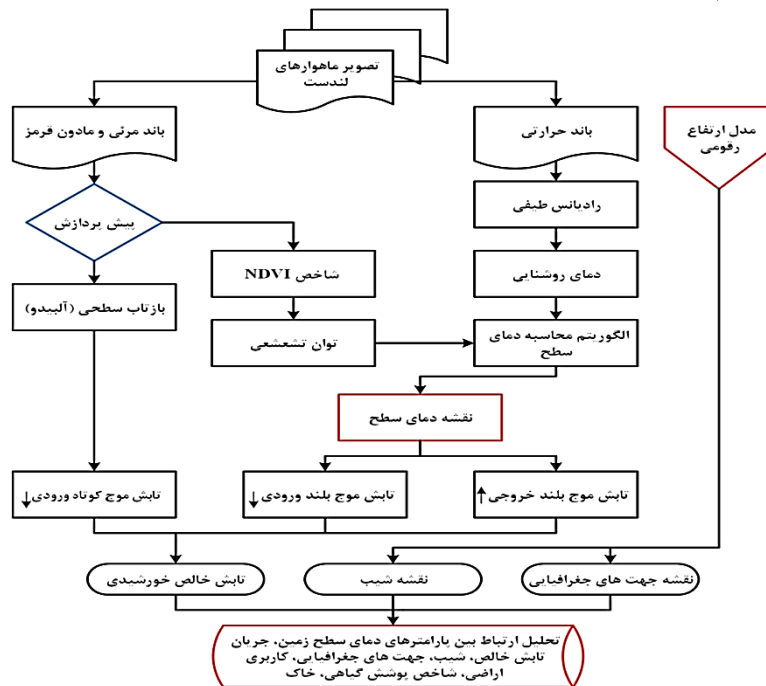 تصویر ماهواره‌ای
لندست
باند مرئی و مادون قرمز
باند حرارتی
مدل ارتفاع
رقومی
پیش پردازش
رادیانس طیفی
شاخص NDVI
دمای روشنایی
بازتاب سطحی (آلبیدو)
توان تشعشعی
الگوریتم محاسبه دمای
سطح
نقشه دمای سطح
تابش موج کوتاه ورودی
تابش موج بلند ورودی
تابش موج بلند خروجی
تابش خالص خورشیدی
نقشه شیب
نقشه جهت های جغرافیایی
تحلیل ارتباط بین پارامترهای دمای سطح زمین، جریان
تابش خالص، شیب، جهت های جغرافیایی، کاربری
اراضی، شاخص پوشش گیاهی، خاک